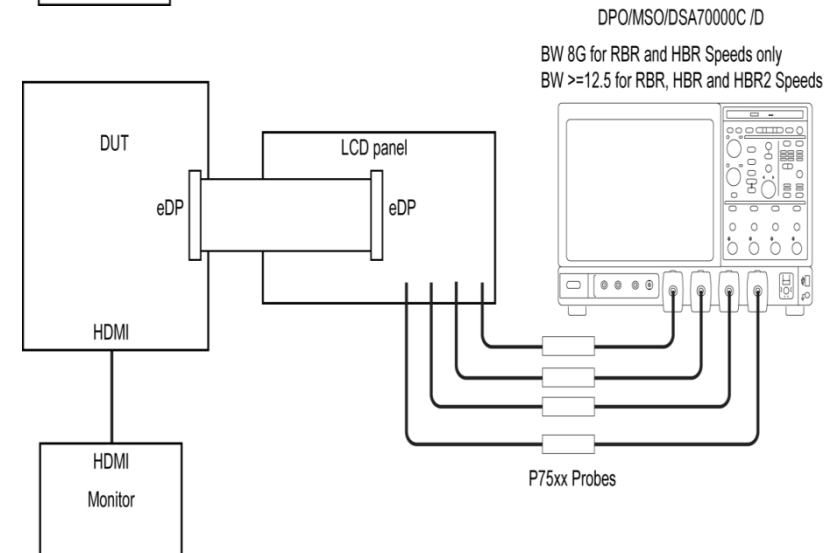 DPO/MSO/DSA70000C /D
BW 8G for RBR and HBR Speeds only
BW >=12.5 for RBR, HBR and HBR2 Speeds
DUT
LCD panel
eDP
eDP
HDMI
HDMI
Monitor
P75xx Probes